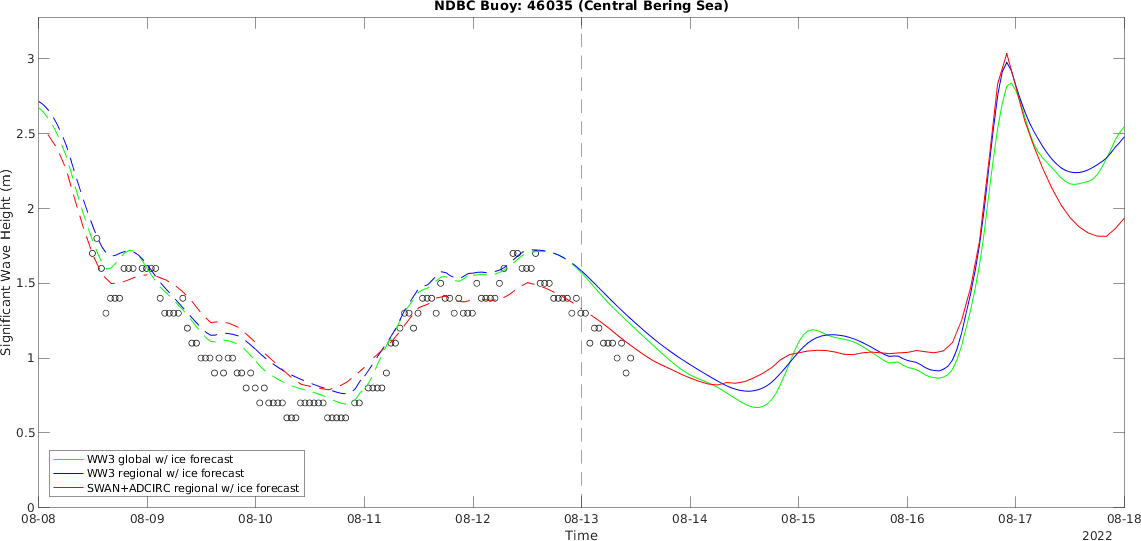 NDBC Buoy: 46035 (Central Bering Sea)
3
2.5
2
1.5
1
0.5
0
Significant Wave Height (m)
WW3 global w/ ice forecast
WW3 regional w/ ice forecast
SWAN+ADCIRC regional w/ ice forecast
08-08 08-09 08-10 08-11 08-12 08-13 08-14 08-15 08-16 08-17 08-18
Time
2022